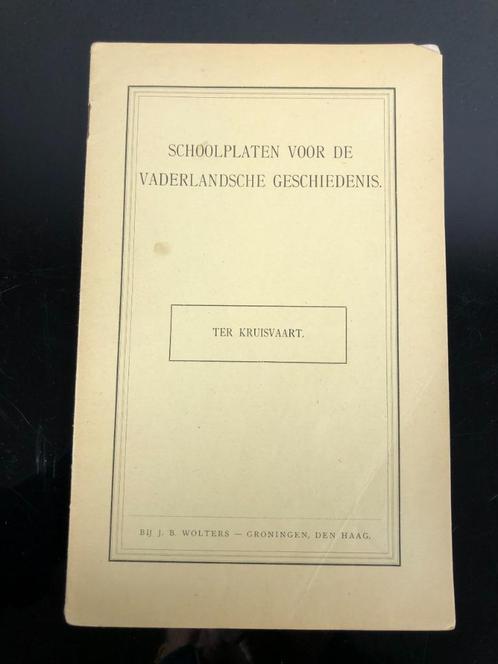 SCHOOLPLATEN VOOR DE
VADERLANDSCHE GESCHIEDENIS.
TER KRUISVAART.
BIJ J. B. WOLTERS — GRONINGEN, DEN HAAG.